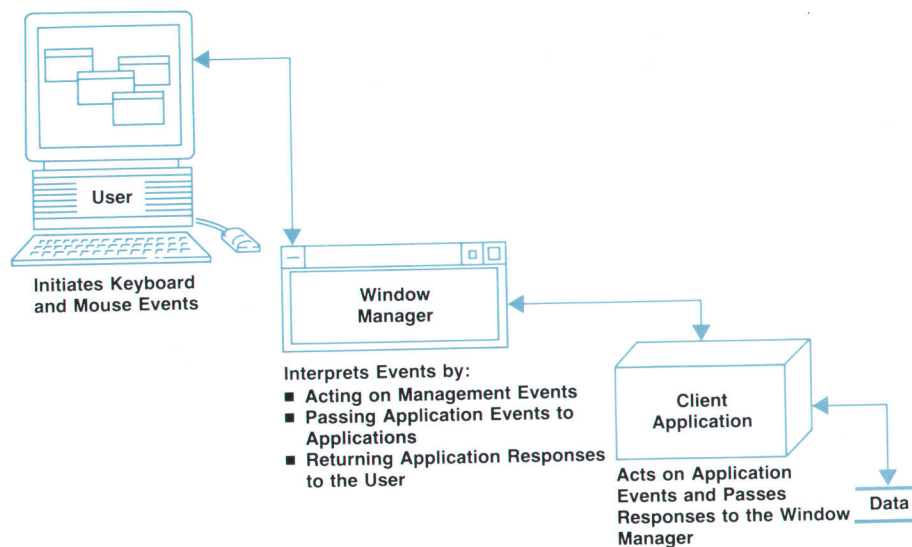 User
Initiates Keyboard
and Mouse Events
Window
Manager
Interprets Events by:
■ Acting on Management Events
■ Passing Application Events to
Applications
■ Returning Application Responses
to the User
Client
Application
Acts on Application
Events and Passes
Responses to the Window
Manager
Data